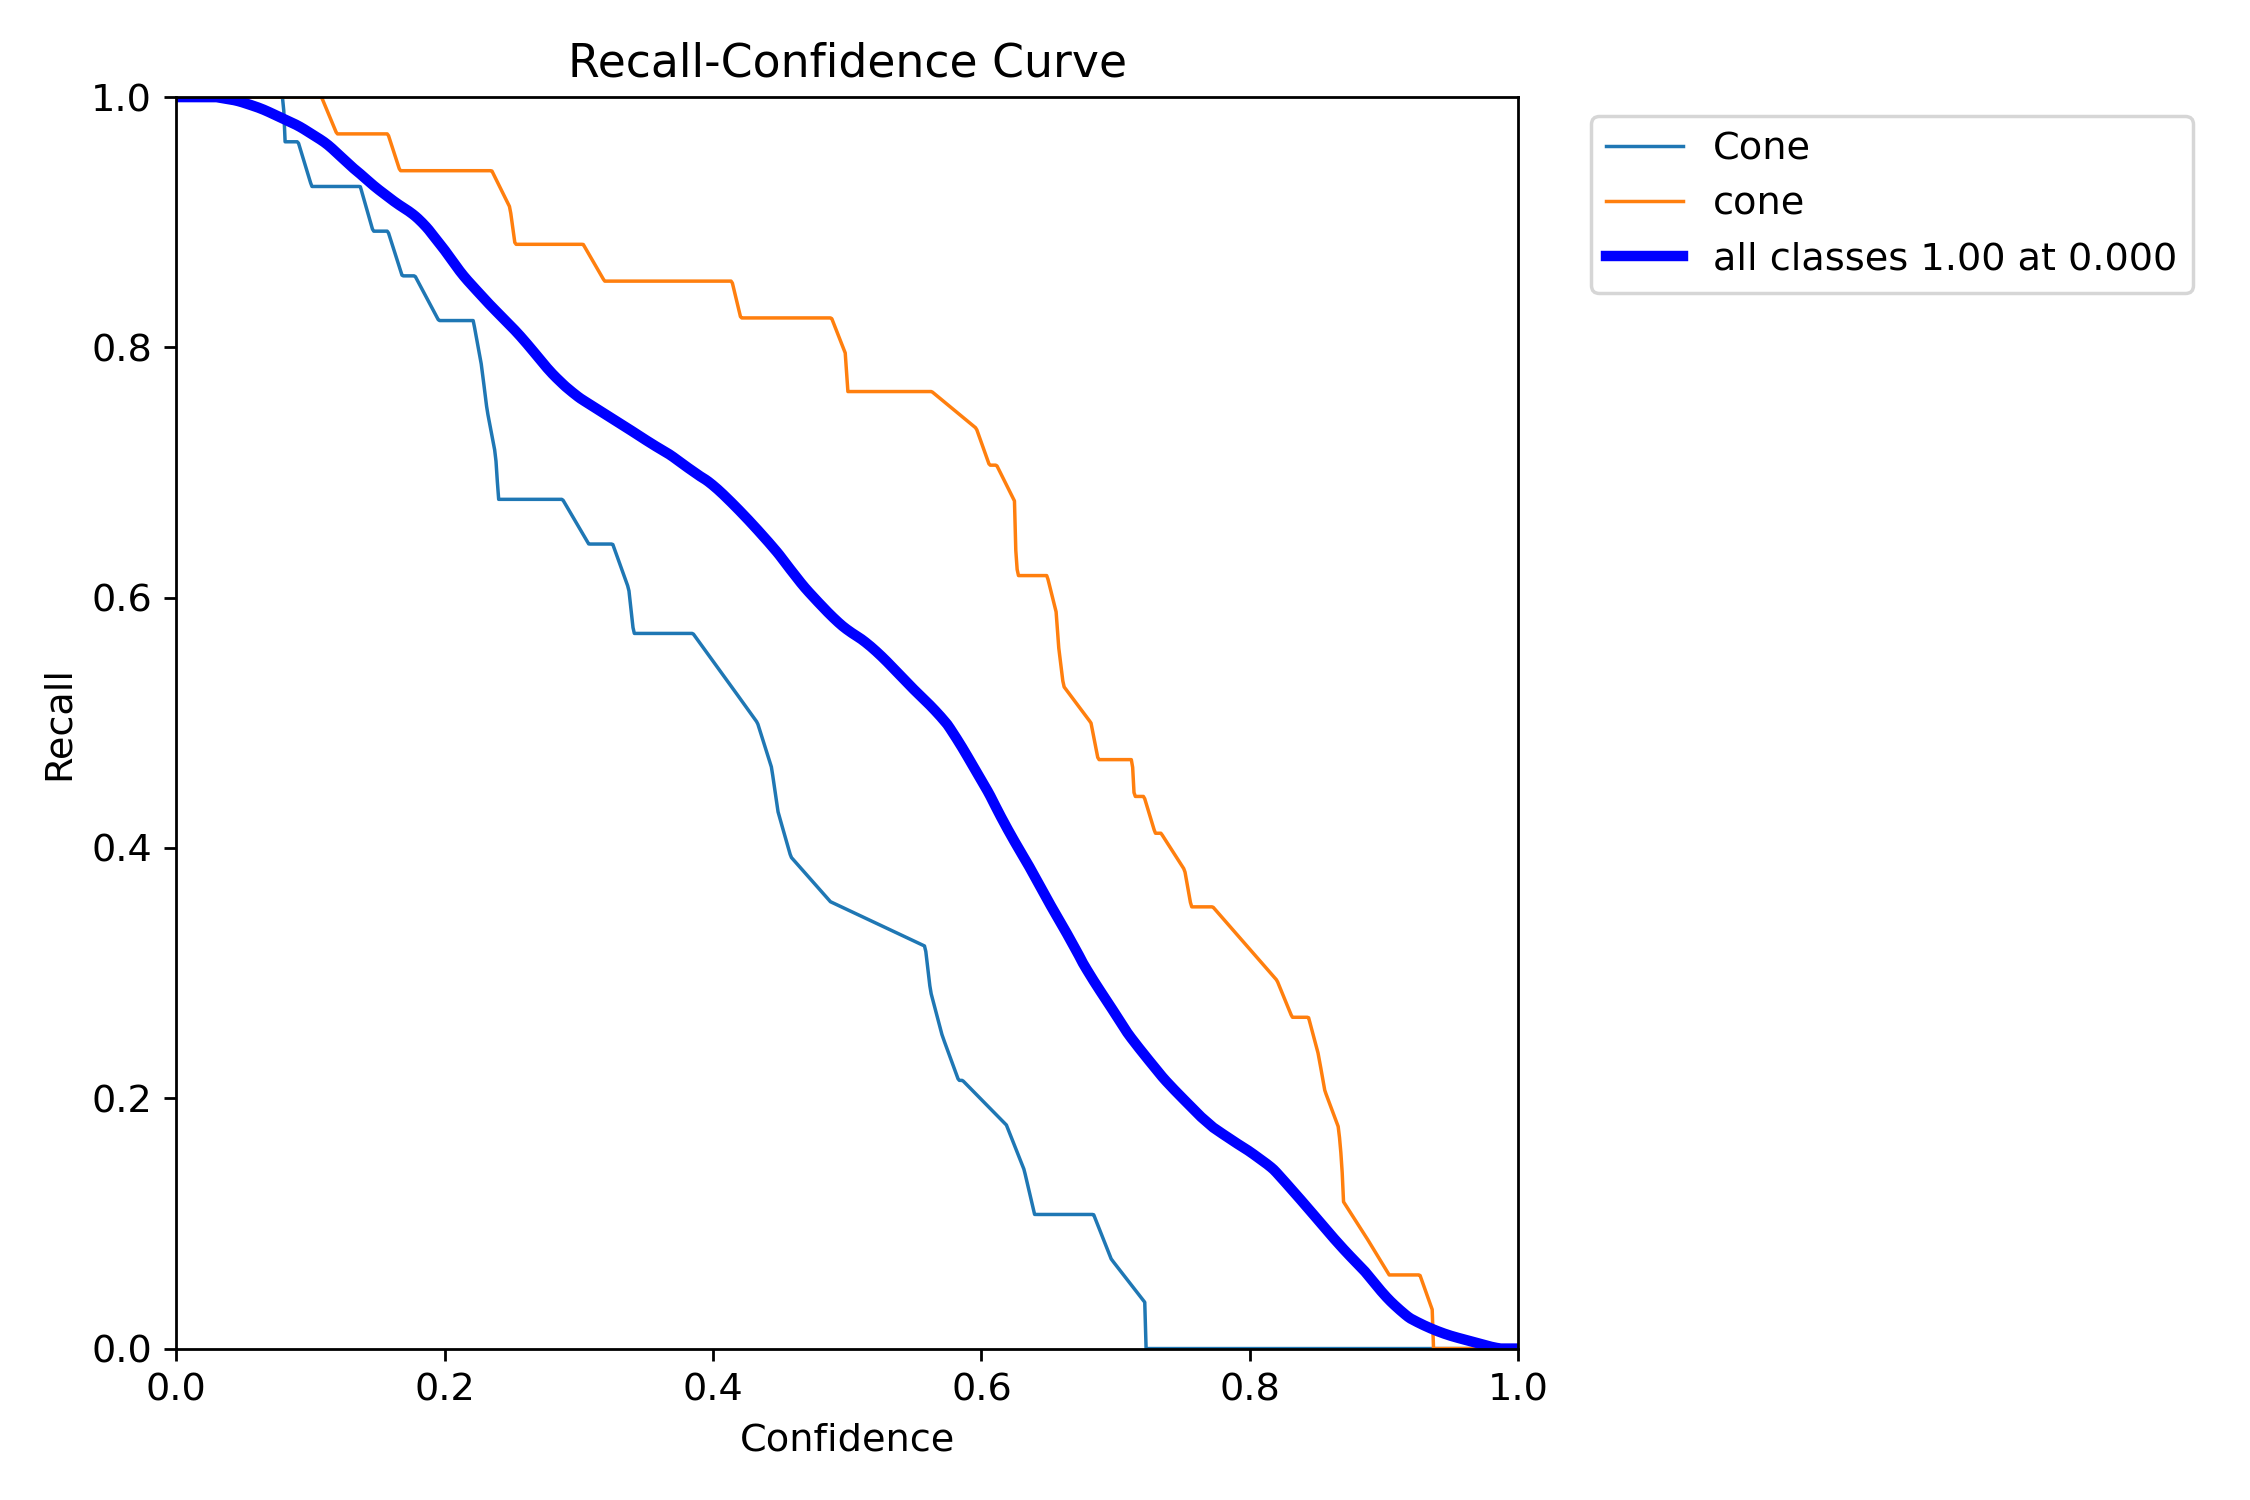 Recall-Confidence Curve
Cone
cone
all classes 1.00 at 0.000
1.0
0.8
0.6
0.4
0.2
0.0
Recall
0.0 0.2 0.4 0.6 0.8 1.0
Confidence